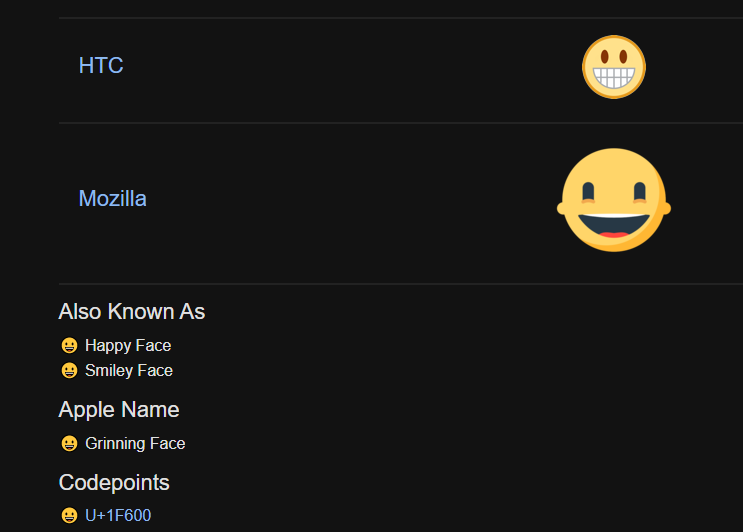 HTC
Mozilla
Also Known As
😀 Happy Face
😀 Smiley Face
Apple Name
😀 Grinning Face
Codepoints
😀 U+1F600